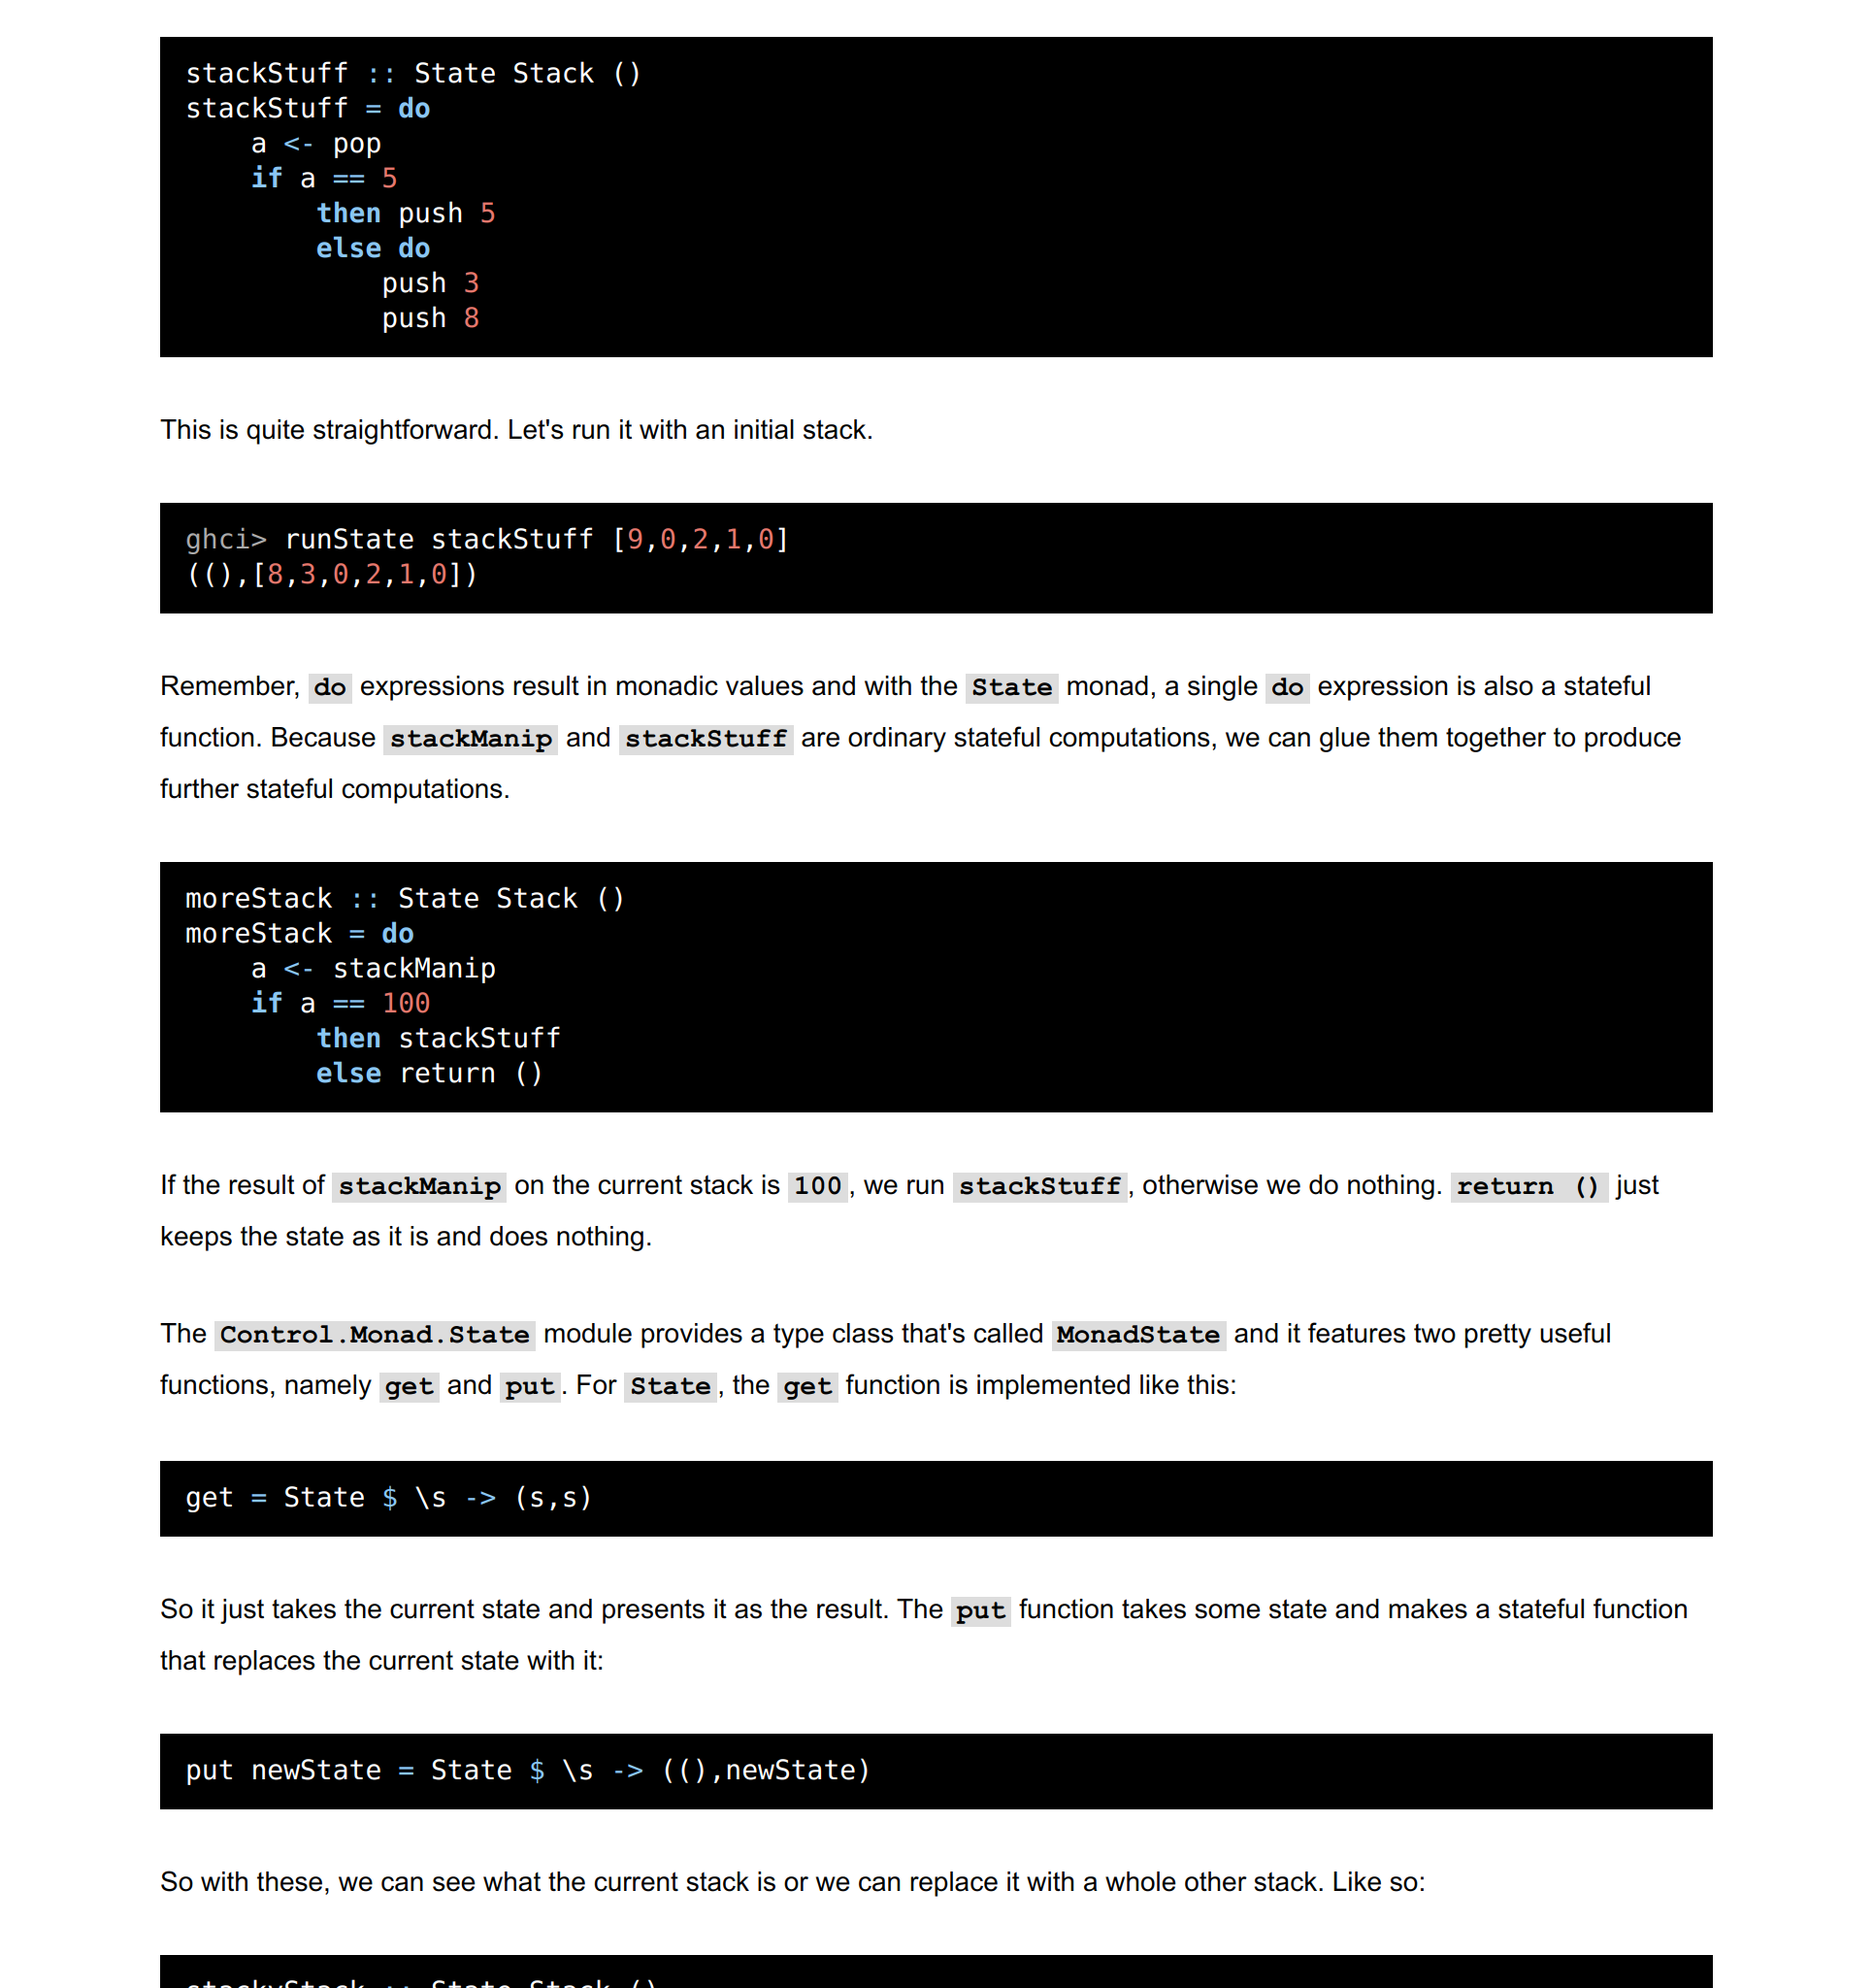 stackStuff :: State Stack ()
stackStuff = do
    a <- pop
    if a == 5
        then push 5
        else do
            push 3
            push 8
This is quite straightforward. Let's run it with an initial stack.
ghci> runState stackStuff [9,0,2,1,0]
((),[8,3,0,2,1,0])
Remember, do expressions result in monadic values and with the State monad, a single do expression is also a stateful
function. Because stackManip and stackStuff are ordinary stateful computations, we can glue them together to produce
further stateful computations.
moreStack :: State Stack ()
moreStack = do
    a <- stackManip
    if a == 100
        then stackStuff
        else return ()
If the result of stackManip on the current stack is 100, we run stackStuff, otherwise we do nothing. return () just
keeps the state as it is and does nothing.
The Control.Monad.State module provides a type class that's called MonadState and it features two pretty useful
functions, namely get and put. For State, the get function is implemented like this:
get = State $ \s -> (s,s)
So it just takes the current state and presents it as the result. The put function takes some state and makes a stateful function
that replaces the current state with it:
put newState = State $ \s -> ((),newState)
So with these, we can see what the current stack is or we can replace it with a whole other stack. Like so:
stackyStack :: State Stack ()